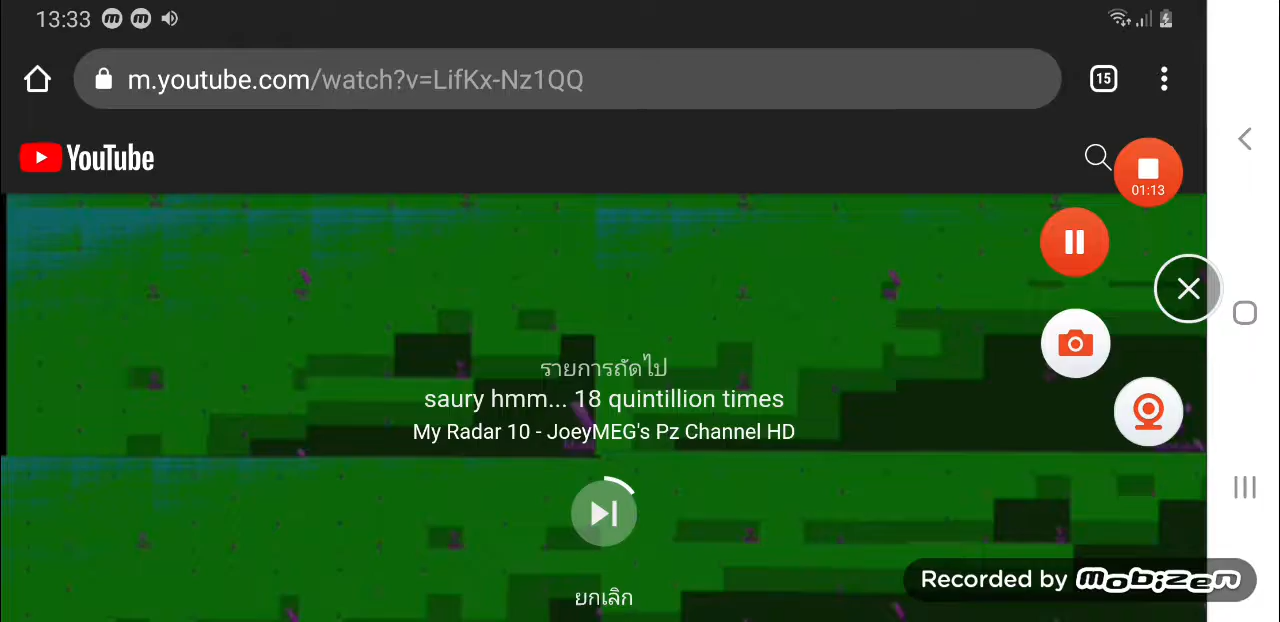 13:33
m.youtube.com/watch?v=LifKx-Nz1QQ
15
YouTube
01:13
รายการถัดไป
saury hmm... 18 quintillion times
My Radar 10 - JoeyMEG's Pz Channel HD
ยกเลิก
Recorded by mobizen